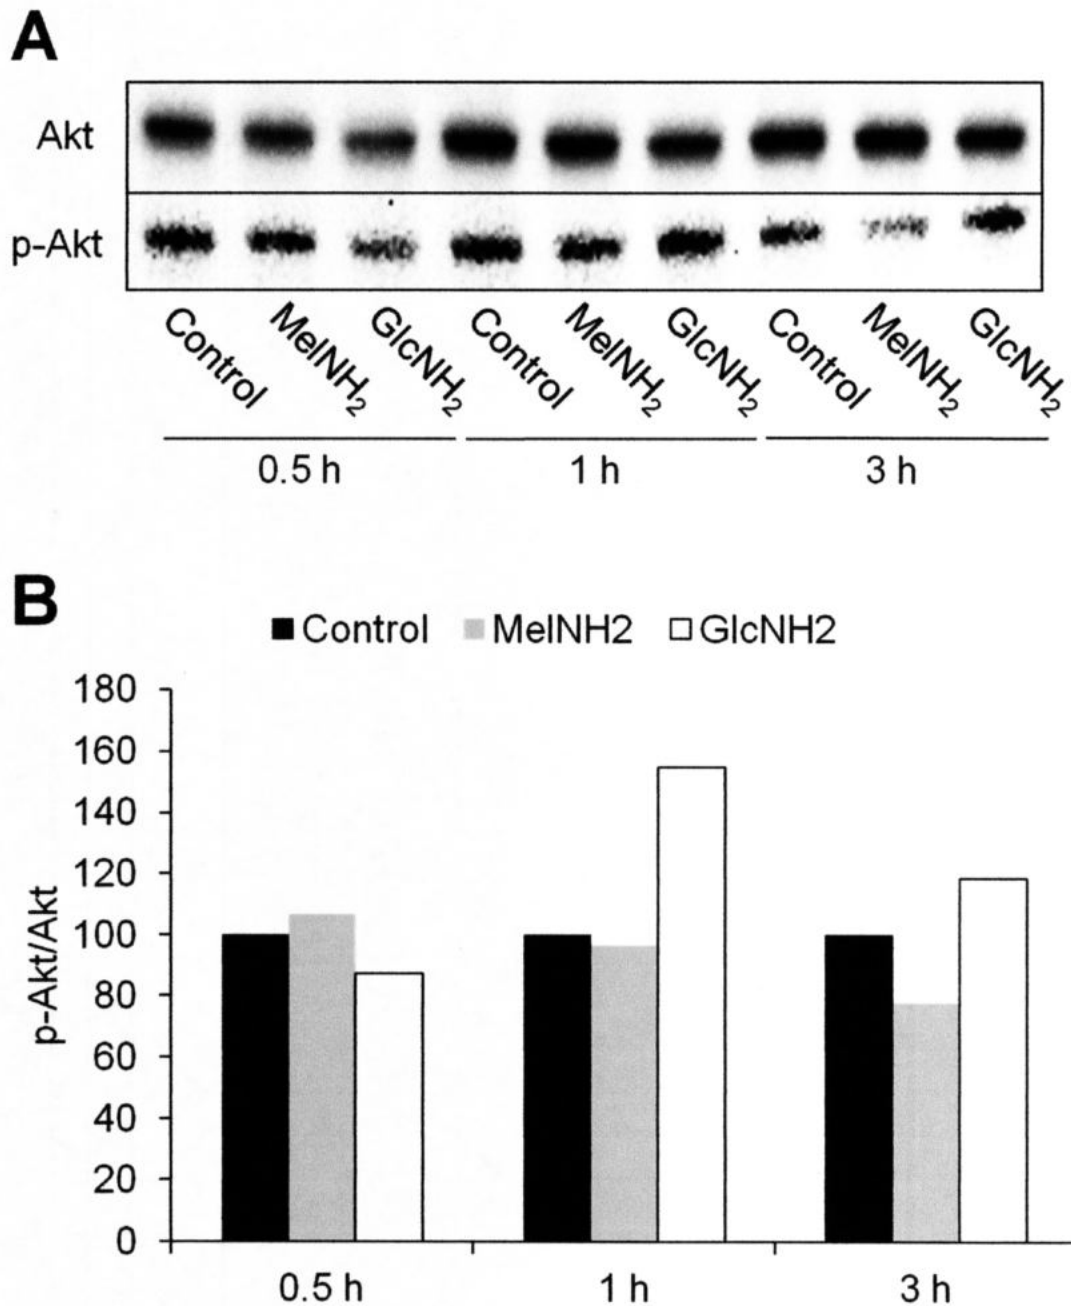 A
Akt
p-Akt
Control MelNH₂ GlcNH₂ Control MelNH₂ GlcNH₂ Control MelNH₂ GlcNH₂
0.5 h 1 h 3 h
B
Control MelNH2 GlcNH2
180
160
140
120
100
80
60
40
20
0
p-Akt/Akt
0.5 h 1 h 3 h